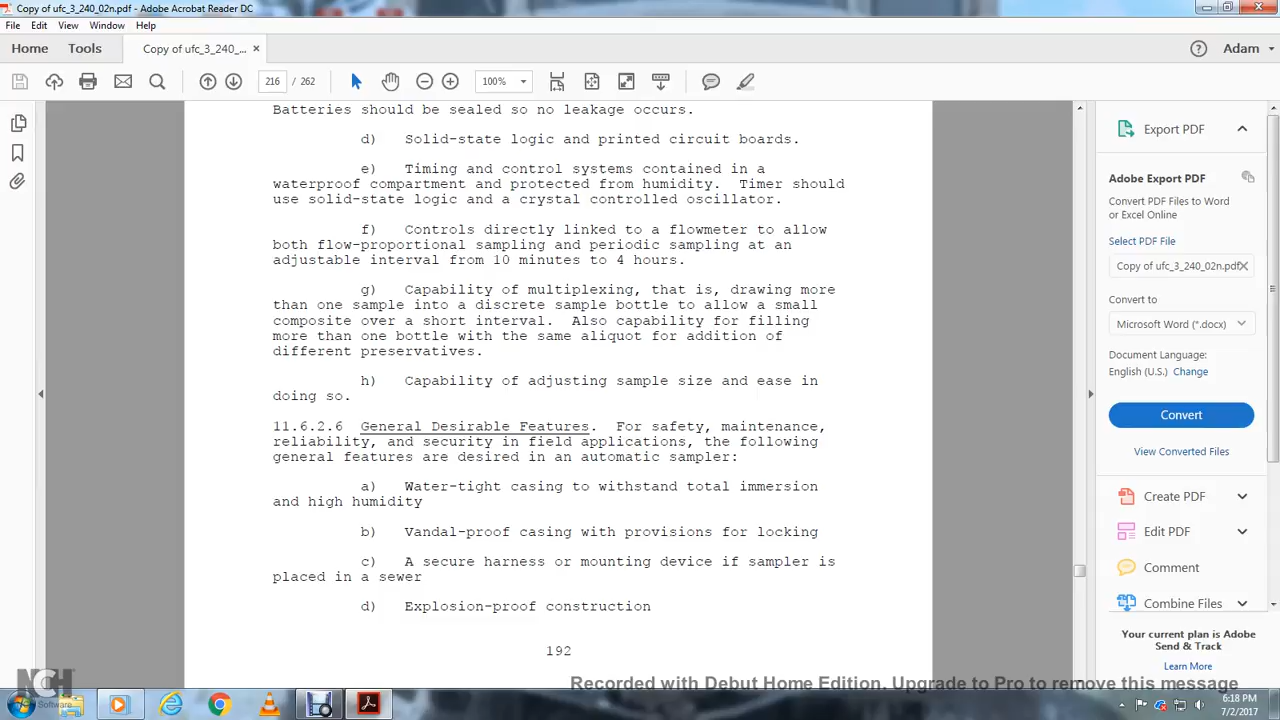 Copy of ufc_3_240_02n.pdf - Adobe Acrobat Reader DC
File Edit View Window Help
Home Tools Copy of ufc_3_240_... × Adam
216 / 262 100%
Batteries should be sealed so no leakage occurs.
d) Solid-state logic and printed circuit boards.
e) Timing and control systems contained in a
waterproof compartment and protected from humidity. Timer should
use solid-state logic and a crystal controlled oscillator.
f) Controls directly linked to a flowmeter to allow
both flow-proportional sampling and periodic sampling at an
adjustable interval from 10 minutes to 4 hours.
g) Capability of multiplexing, that is, drawing more
than one sample into a discrete sample bottle to allow a small
composite over a short interval. Also capability for filling
more than one bottle with the same aliquot for addition of
different preservatives.
h) Capability of adjusting sample size and ease in
doing so.
11.6.2.6 General Desirable Features. For safety, maintenance,
reliability, and security in field applications, the following
general features are desired in an automatic sampler:
a) Water-tight casing to withstand total immersion
and high humidity
b) Vandal-proof casing with provisions for locking
c) A secure harness or mounting device if sampler is
placed in a sewer
d) Explosion-proof construction
192
Export PDF
Adobe Export PDF
Convert PDF Files to Word
or Excel Online
Select PDF File
Copy of ufc_3_240_02n.pdf ×
Convert to
Microsoft Word (*.docx)
Document Language:
English (U.S.) Change
Convert
View Converted Files
Create PDF
Edit PDF
Comment
Combine Files
Your current plan is Adobe
Send & Track
Learn More
NCH
Software
Recorded with Debut Home Edition. Upgrade to Pro to remove this message
6:18 PM
7/2/2017